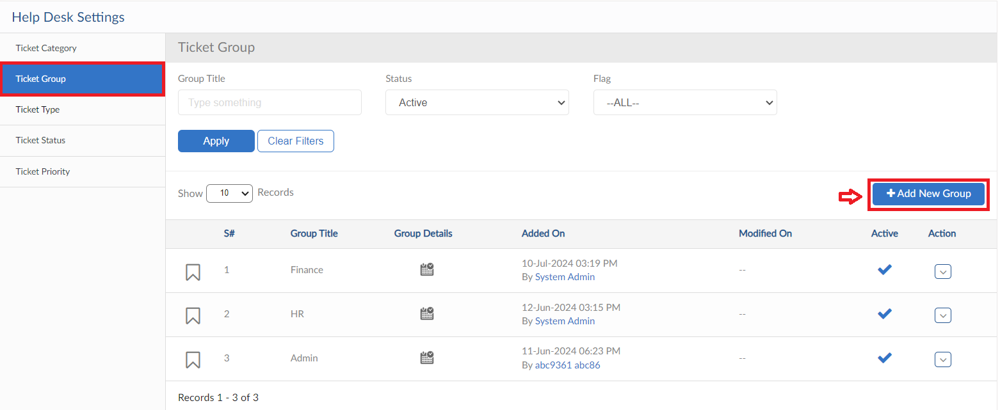 Help Desk Settings
Ticket Category
Ticket Group
Ticket Type
Ticket Status
Ticket Priority
Ticket Group
Group Title Status Flag
Type something Active --ALL--
Apply Clear Filters
Show 10 Records
Add New Group
S# Group Title Group Details Added On Modified On Active Action
1 Finance 10-Jul-2024 03:19 PM --
By System Admin
2 HR 12-Jun-2024 03:15 PM --
By System Admin
3 Admin 11-Jun-2024 06:23 PM --
By abc9361 abc86
Records 1 - 3 of 3